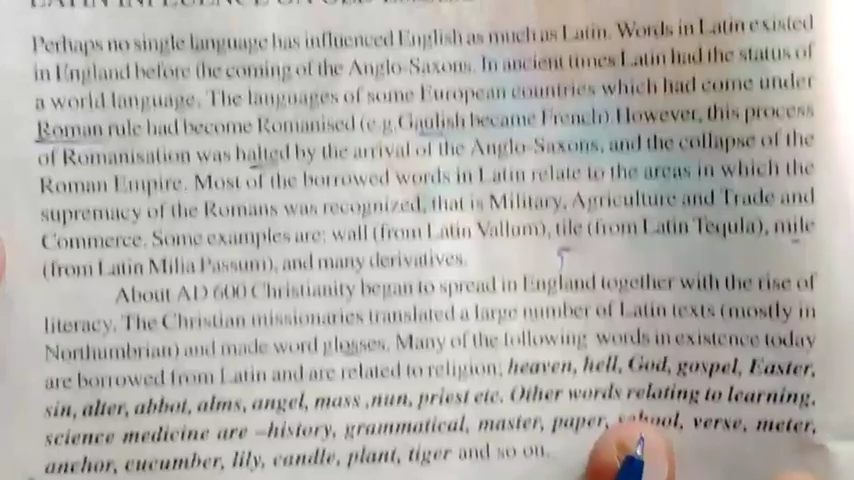 LATIN INFLUENCE ON OLD
Perhaps no single language has influenced English as much as Latin. Words in Latin existed
in England before the coming of the Anglo-Saxons. In ancient times Latin had the status of
a world language. The languages of some European countries which had come under
Roman rule had become Romanised (e.g.Gaulish became French).However, this process
of Romanisation was halted by the arrival of the Anglo-Saxons, and the collapse of the
Roman Empire. Most of the borrowed words in Latin relate to the areas in which the
supremacy of the Romans was recognized, that is Military, Agriculture and Trade and
Commerce. Some examples are: wall (from Latin Vallum), tile (from Latin Tequla), mile
(from Latin Milia Passum), and many derivatives.
About AD 600 Christianity began to spread in England together with the rise of
literacy. The Christian missionaries translated a large number of Latin texts (mostly in
Northumbrian) and made word glosses. Many of the following words in existence today
are borrowed from Latin and are related to religion; heaven, hell, God, gospel, Easter,
sin, alter, abbot, alms, angel, mass ,nun, priest etc. Other words relating to learning,
science medicine are –history, grammatical, master, paper, school, verse, meter,
anchor, cucumber, lily, candle, plant, tiger and so on.